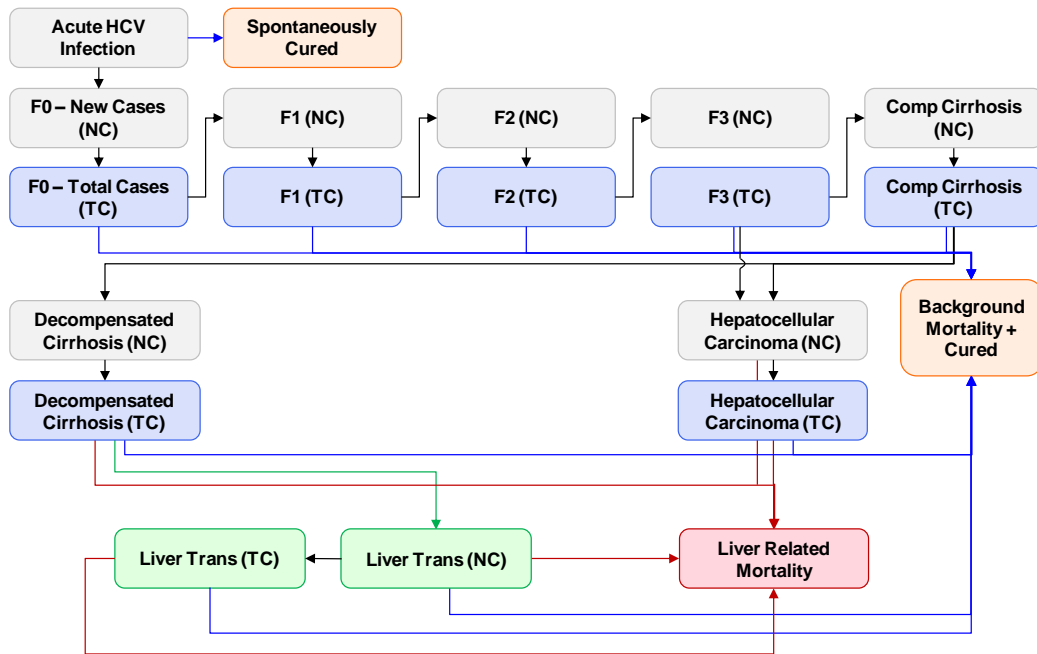 Acute HCV
Infection
Spontaneously
Cured
F0 – New Cases
(NC)
F1 (NC)
F2 (NC)
F3 (NC)
Comp Cirrhosis
(NC)
F0 – Total Cases
(TC)
F1 (TC)
F2 (TC)
F3 (TC)
Comp Cirrhosis
(TC)
Decompensated
Cirrhosis (NC)
Hepatocellular
Carcinoma (NC)
Background
Mortality +
Cured
Decompensated
Cirrhosis (TC)
Hepatocellular
Carcinoma (TC)
Liver Trans (TC)
Liver Trans (NC)
Liver Related
Mortality